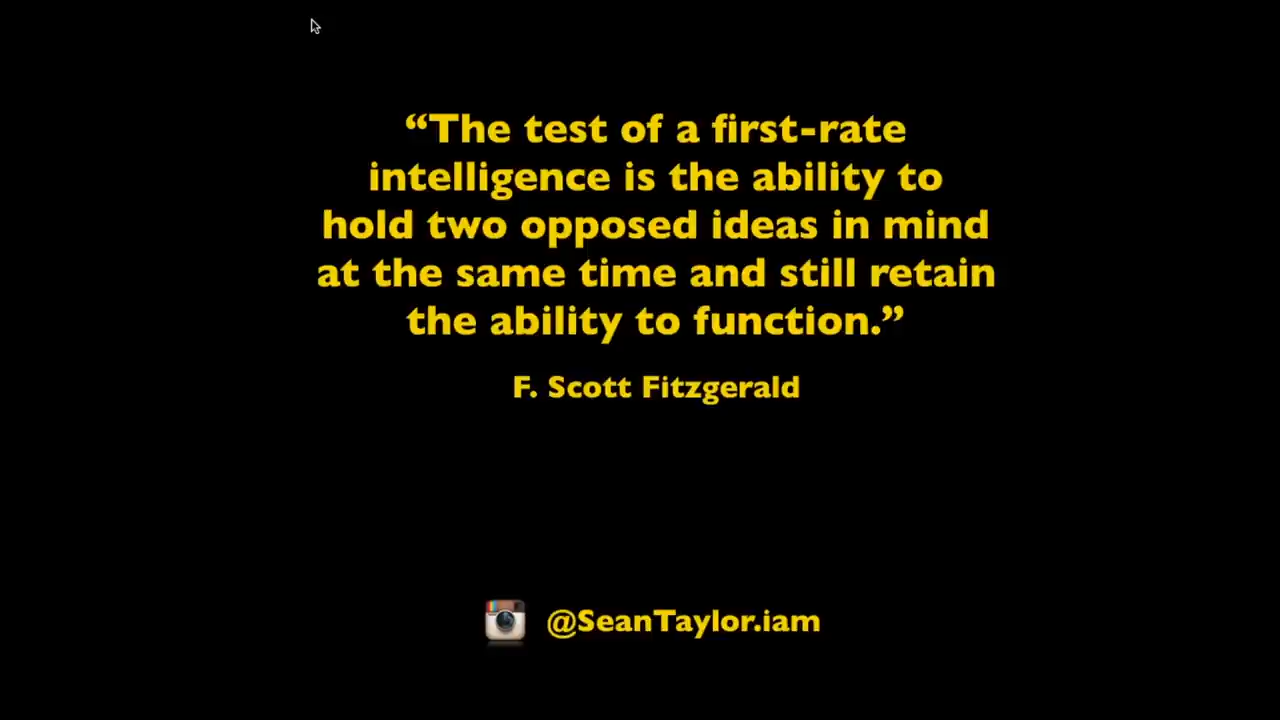 “The test of a first-rate
intelligence is the ability to
hold two opposed ideas in mind
at the same time and still retain
the ability to function.”
F. Scott Fitzgerald
@SeanTaylor.iam